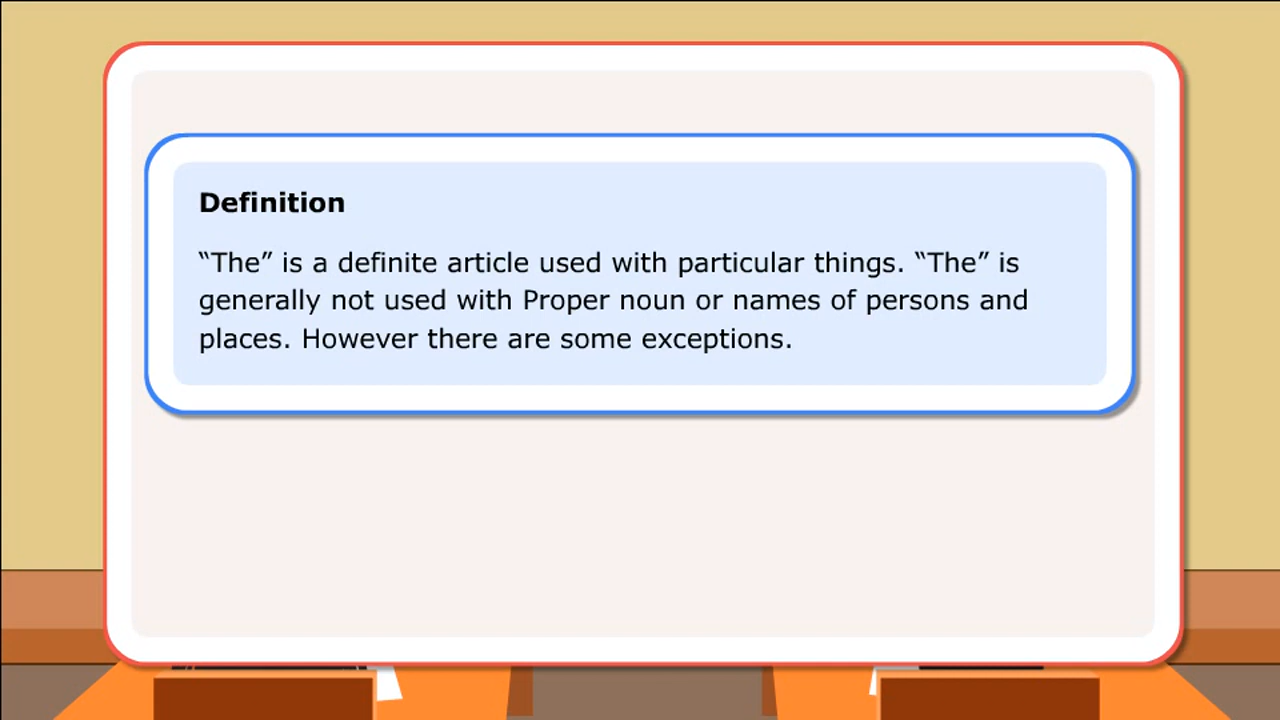 Definition
“The” is a definite article used with particular things. “The” is
generally not used with Proper noun or names of persons and
places. However there are some exceptions.